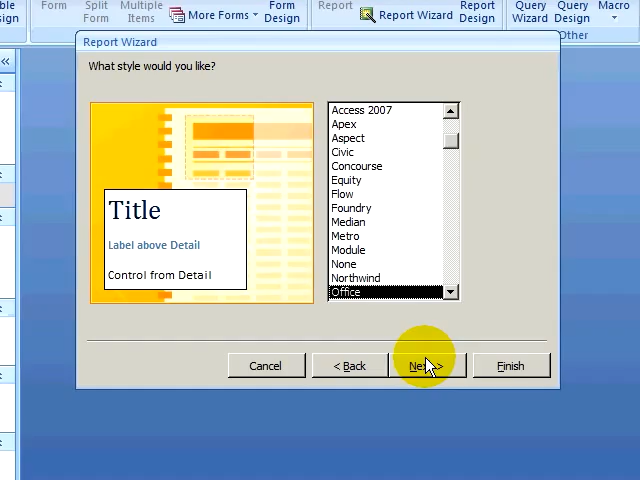 Form
Split Form
Multiple Items
More Forms
Form Design
Report
Report Wizard
Report Design
Query Wizard
Query Design
Macro
Other
Report Wizard
What style would you like?
Title
Label above Detail
Control from Detail
Access 2007
Apex
Aspect
Civic
Concourse
Equity
Flow
Foundry
Median
Metro
Module
None
Northwind
Office
Cancel
< Back
>
Finish